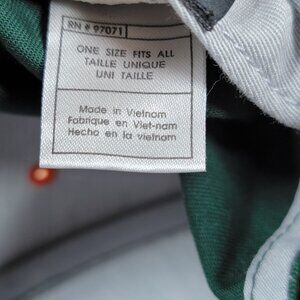 RN # 97071
ONE SIZE FITS ALL
TAILLE UNIQUE
UNI TAILLE
Made in Vietnam
Fabrique en Viet-nam
Hecho en la vietnam